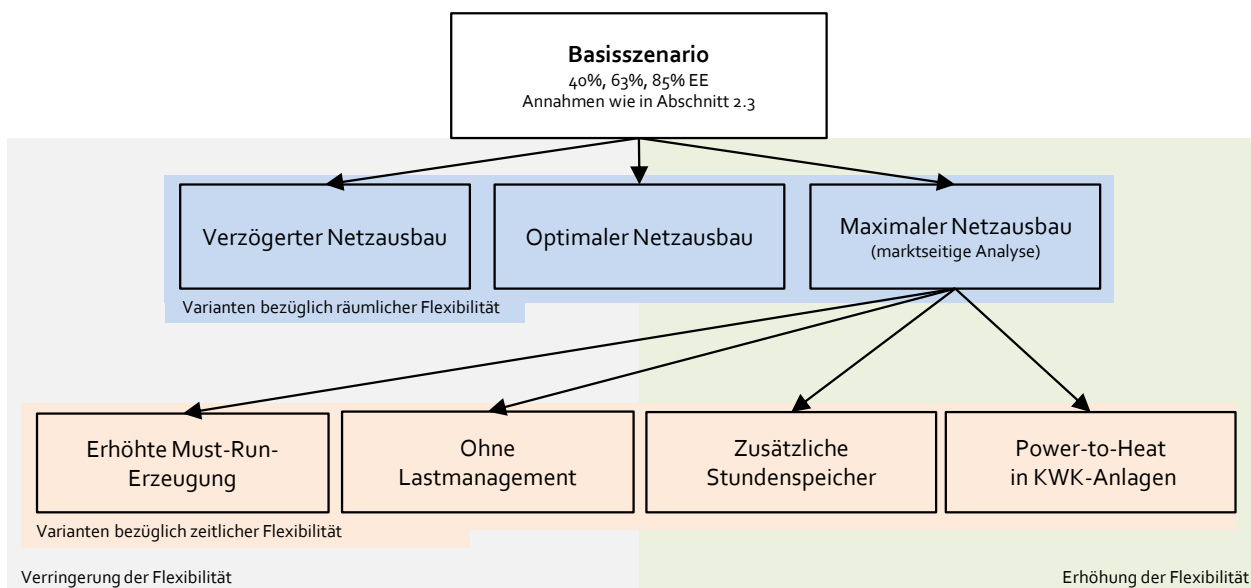 Basisszenario
40%, 63%, 85% EE
Annahmen wie in Abschnitt 2.3
Verzögerter Netzausbau
Optimaler Netzausbau
Maximaler Netzausbau
(marktseitige Analyse)
Varianten bezüglich räumlicher Flexibilität
Erhöhte Must-Run-
Erzeugung
Ohne
Lastmanagement
Zusätzliche
Stundenspeicher
Power-to-Heat
in KWK-Anlagen
Varianten bezüglich zeitlicher Flexibilität
Verringerung der Flexibilität
Erhöhung der Flexibilität